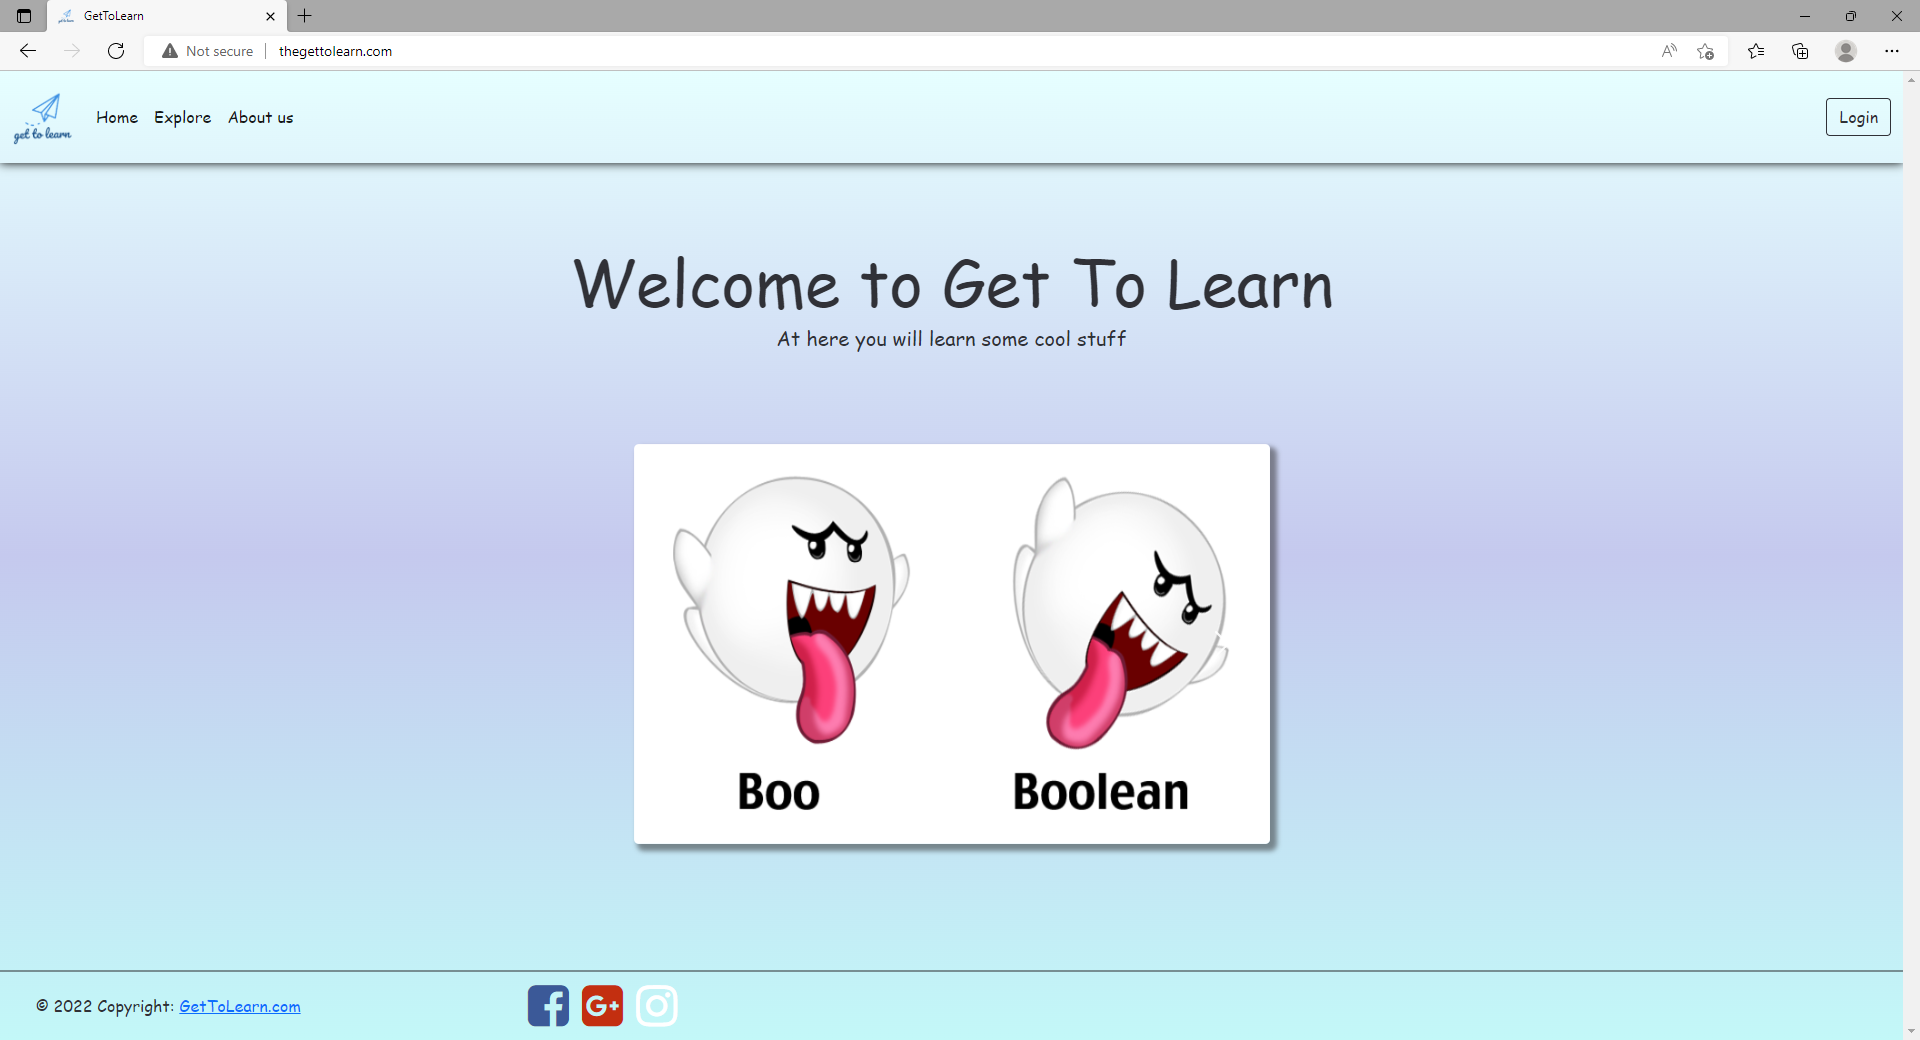 GetToLearn
Not secure
thegettolearn.com
get to learn
Home
Explore
About us
Login
Welcome to Get To Learn
At here you will learn some cool stuff
Boo
Boolean
© 2022 Copyright: GetToLearn.com